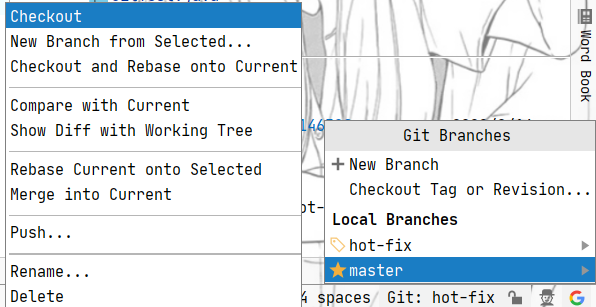 Checkout
New Branch from Selected...
Checkout and Rebase onto Current
Compare with Current
Show Diff with Working Tree
Rebase Current onto Selected
Merge into Current
Push...
Rename...
Delete
Word Book
Git Branches
New Branch
Checkout Tag or Revision...
Local Branches
hot-fix
master
4 spaces
Git: hot-fix